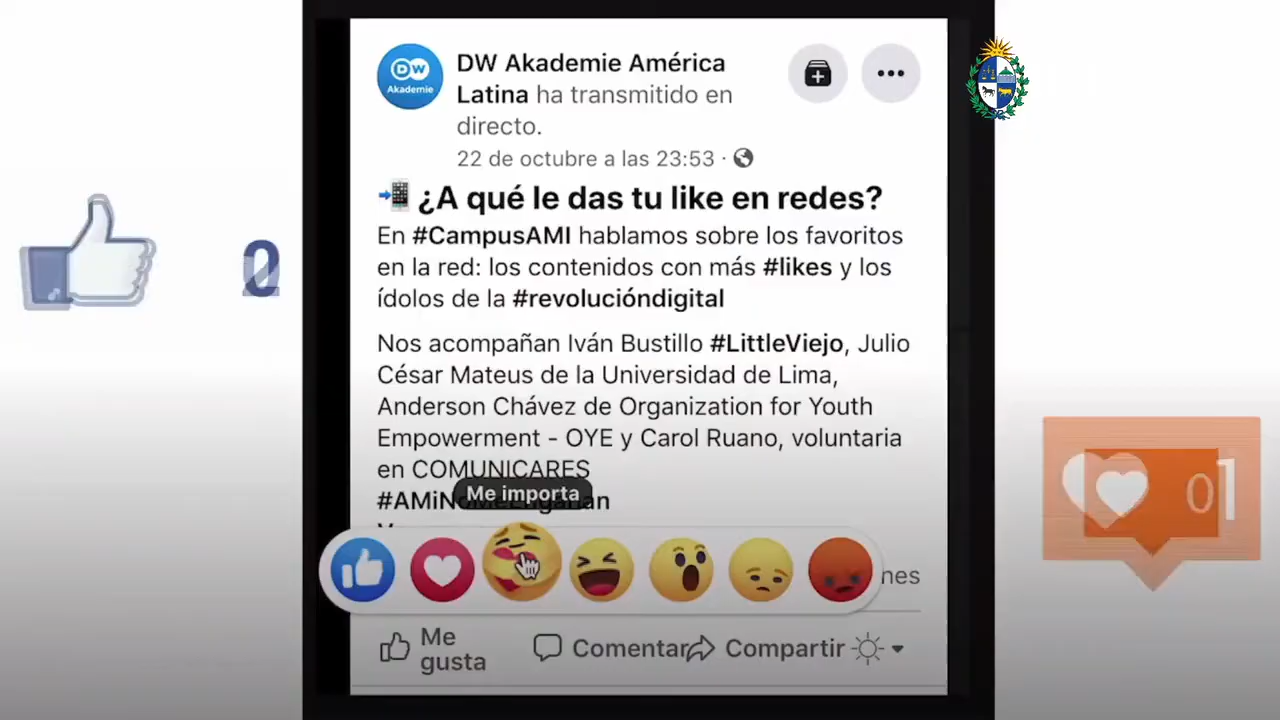 DW
Akademie
DW Akademie América
Latina ha transmitido en
directo.
22 de octubre a las 23:53 ·
¿A qué le das tu like en redes?
En #CampusAMI hablamos sobre los favoritos
en la red: los contenidos con más #likes y los
ídolos de la #revolucióndigital
Nos acompañan Iván Bustillo #LittleViejo, Julio
César Mateus de la Universidad de Lima,
Anderson Chávez de Organization for Youth
Empowerment - OYE y Carol Ruano, voluntaria
en COMUNICARES
Me importa
nes
Me gusta
Comentar
Compartir